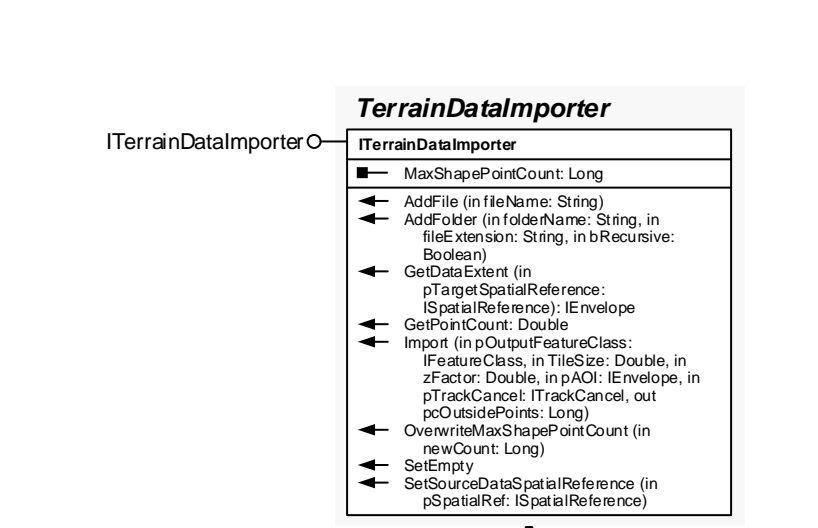 TerrainDataImporter
ITerrainDataImporter
ITerrainDataImporter
MaxShapePointCount: Long
AddFile (in fileName: String)
AddFolder (in folderName: String, in
fileExtension: String, in bRecursive:
Boolean)
GetDataExtent (in
pTargetSpatialReference:
ISpatialReference): IEnvelope
GetPointCount: Double
Import (in pOutputFeatureClass:
IFeatureClass, in TileSize: Double, in
zFactor: Double, in pAOI: IEnvelope, in
pTrackCancel: ITrackCancel, out
pcOutsidePoints: Long)
OverwriteMaxShapePointCount (in
newCount: Long)
SetEmpty
SetSourceDataSpatialReference (in
pSpatialRef: ISpatialReference)